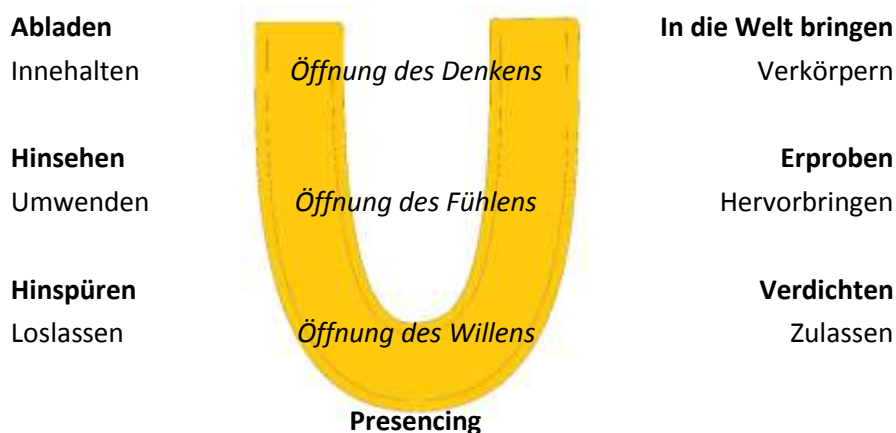 Abladen In die Welt bringen
Innehalten Öffnung des Denkens Verkörpern
Hinsehen Erproben
Umwenden Öffnung des Fühlens Hervorbringen
Hinspüren Verdichten
Loslassen Öffnung des Willens Zulassen
Presencing